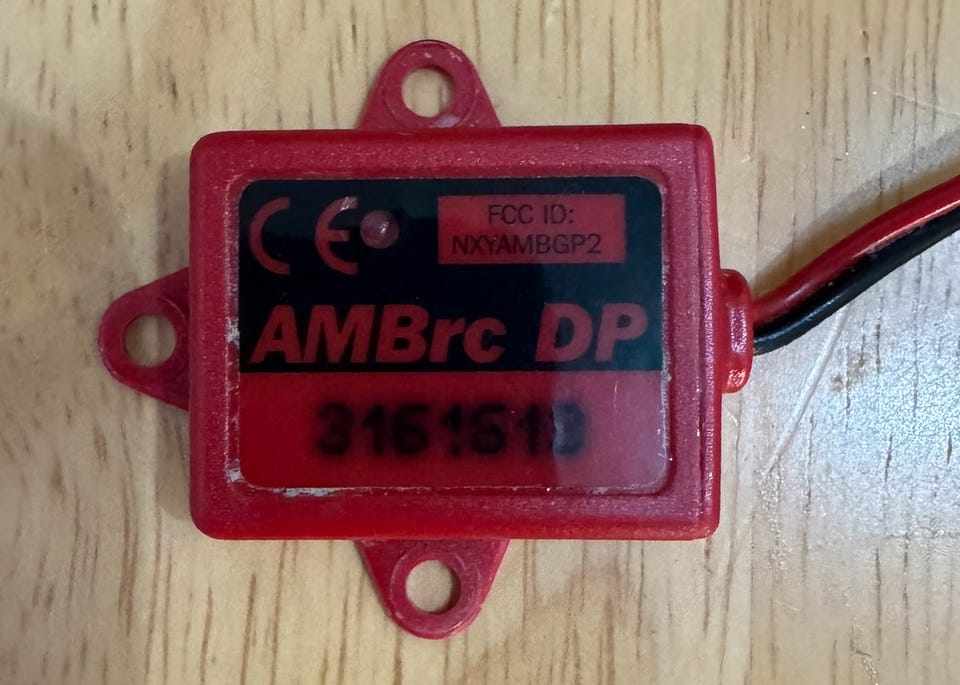 CE
FCC ID:
NXYAMBGP2
AMBrc DP